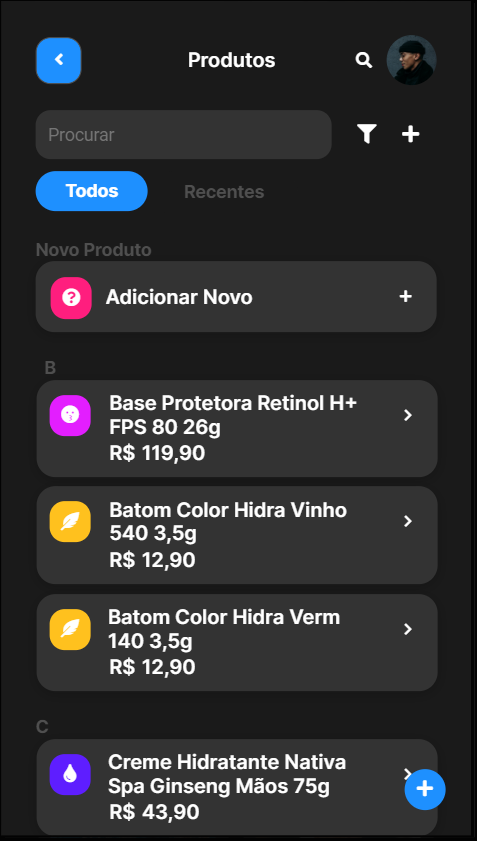 Produtos
Procurar
Todos
Recentes
Novo Produto
Adicionar Novo
B
Base Protetora Retinol H+
FPS 80 26g
R$ 119,90
Batom Color Hidra Vinho
540 3,5g
R$ 12,90
Batom Color Hidra Verm
140 3,5g
R$ 12,90
C
Creme Hidratante Nativa
Spa Ginseng Mãos 75g
R$ 43,90